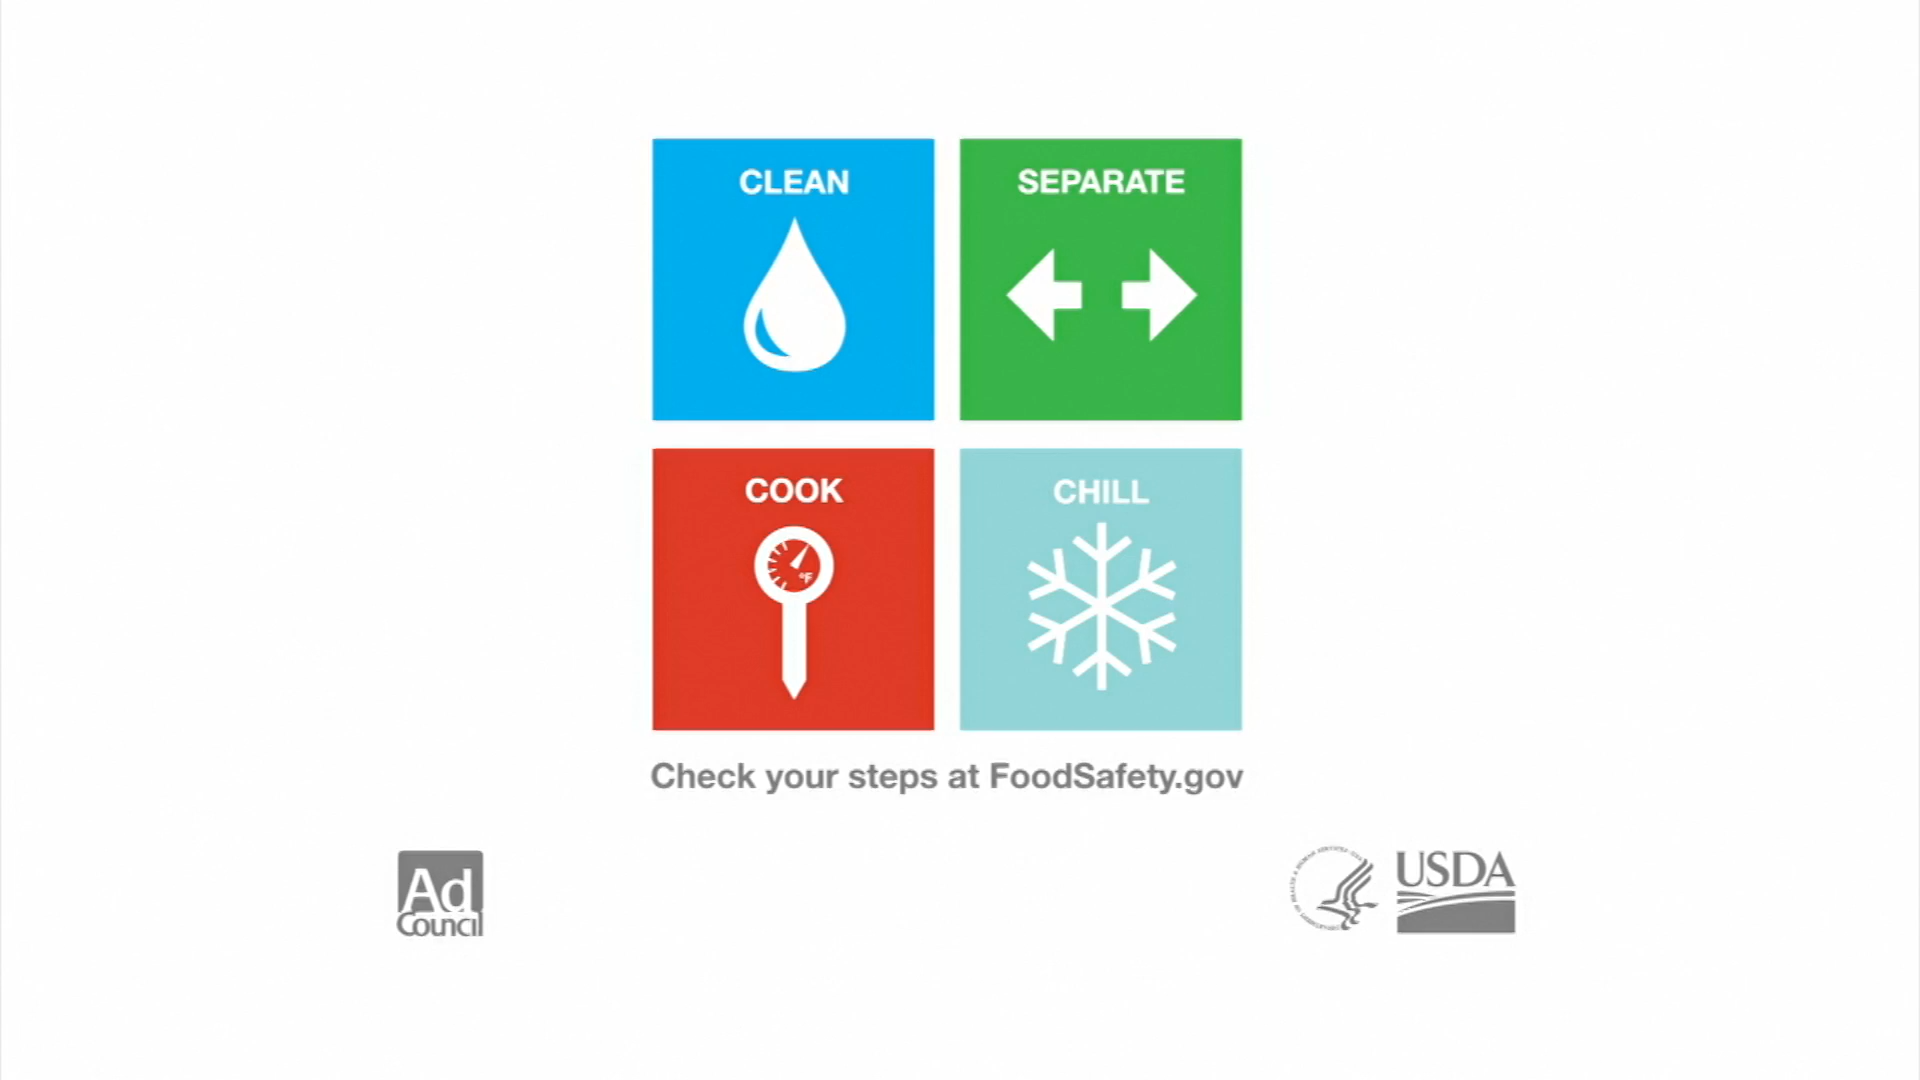 CLEAN
SEPARATE
COOK
°F
CHILL
Check your steps at FoodSafety.gov
Ad
Council
USDA